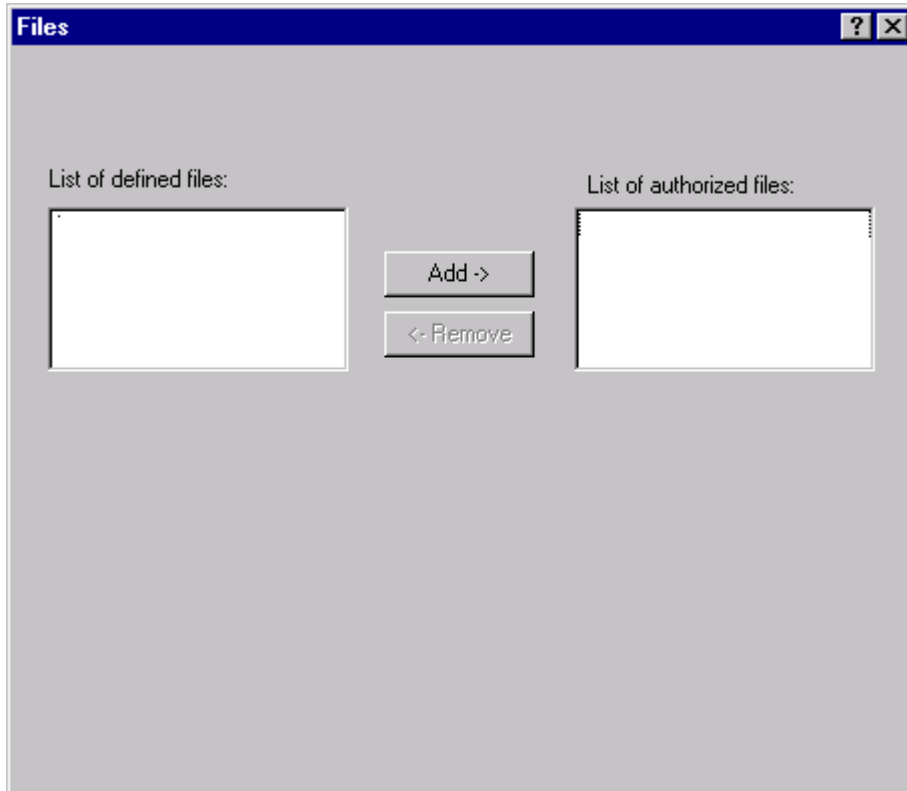 Files
List of defined files:
List of authorized files:
.
Add ->
<- Remove